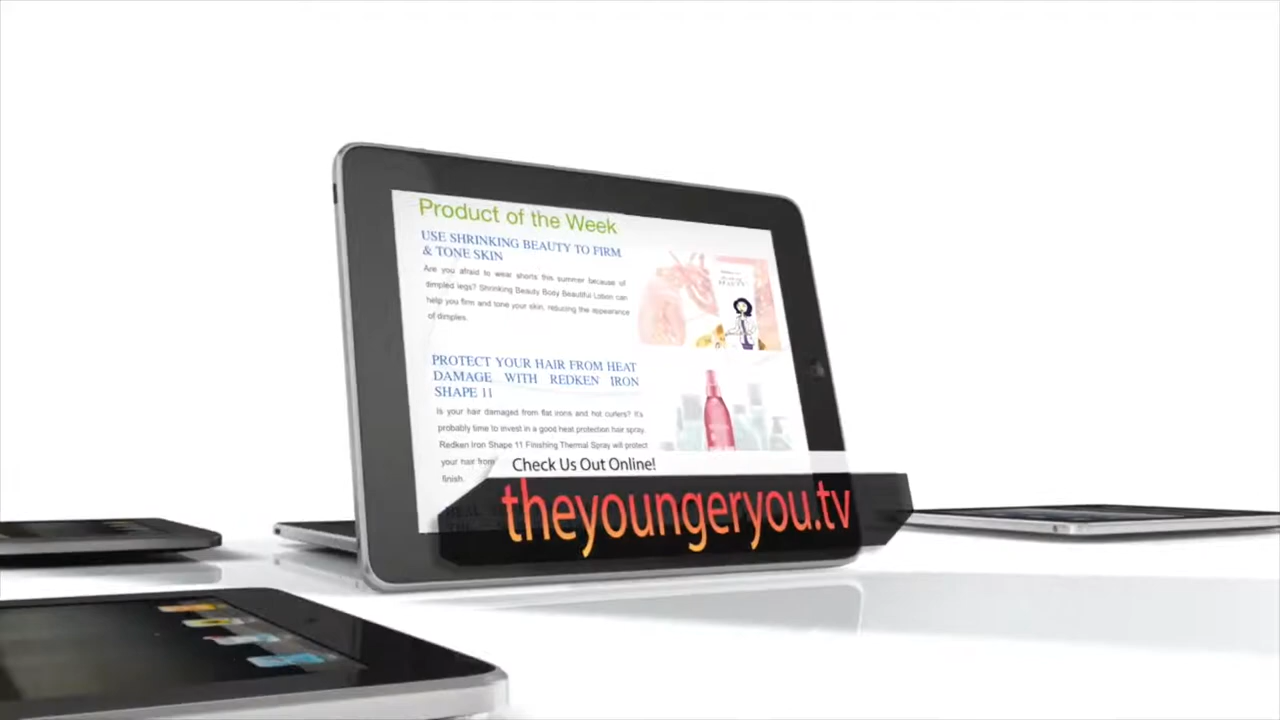 Product of the Week
USE SHRINKING BEAUTY TO FIRM
& TONE SKIN
Are you afraid to wear shorts this summer because of
dimpled legs? Shrinking Beauty Body Beautiful Lotion can
help you firm and tone your skin, reducing the appearance
of dimples.
PROTECT YOUR HAIR FROM HEAT
DAMAGE WITH REDKEN IRON
SHAPE 11
Is your hair damaged from flat irons and hot curlers? It's
probably time to invest in a good heat protection hair spray.
Redken Iron Shape 11 Finishing Thermal Spray will protect
your hair from
finish.
Check Us Out Online!
theyoungeryou.tv